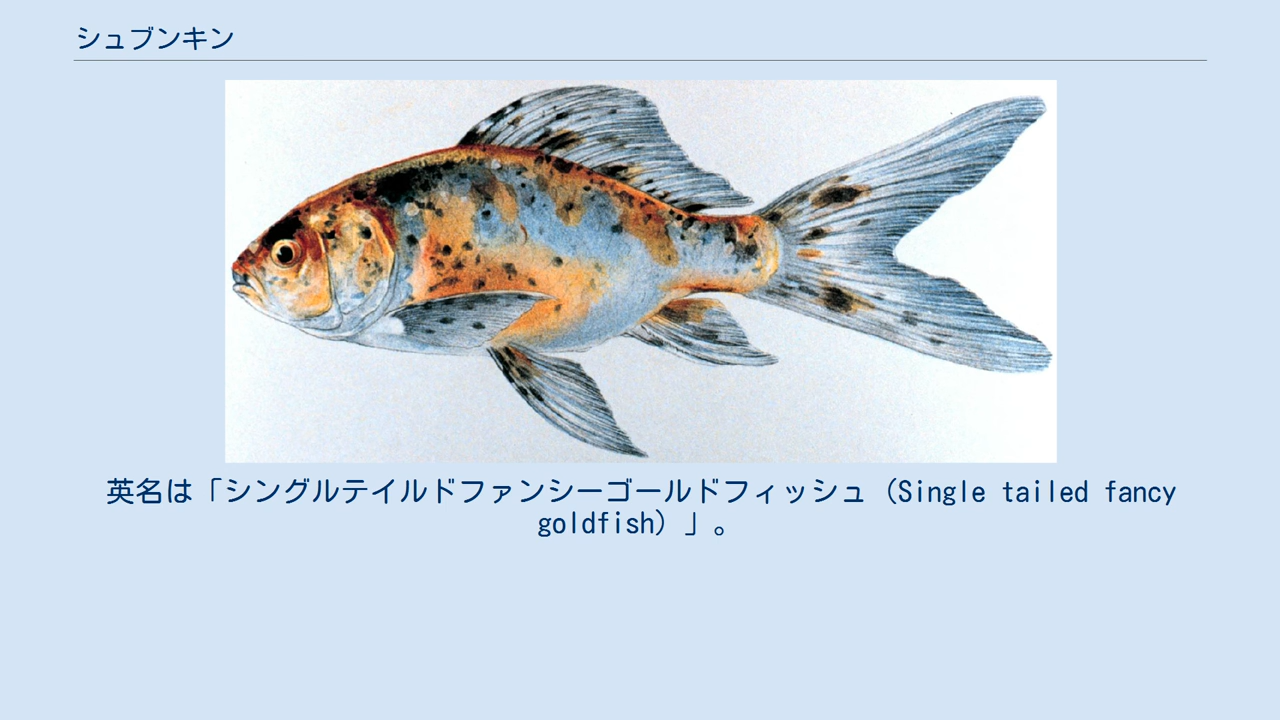 シュブンキン
英名は「シングルテイルドファンシーゴールドフィッシュ（Single tailed fancy
goldfish）」。